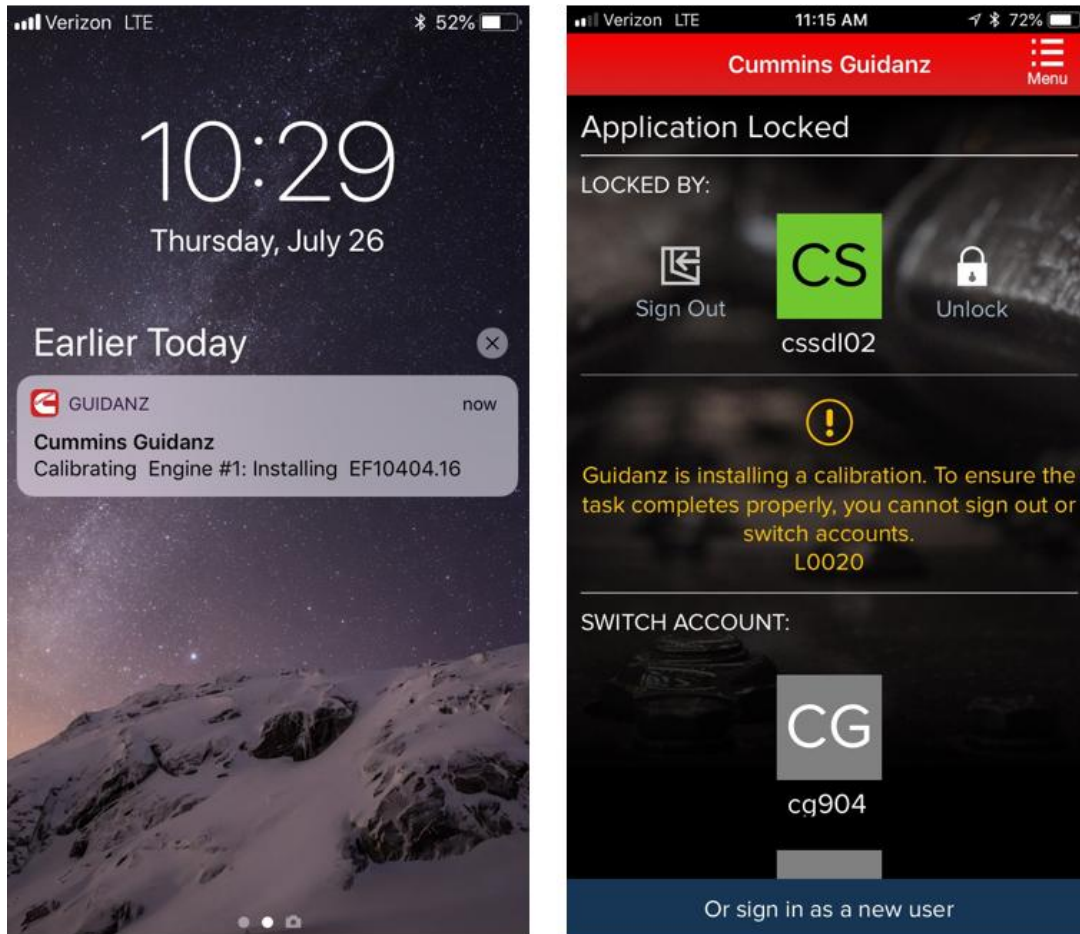 Verizon LTE 52%
10:29
Thursday, July 26
Earlier Today
GUIDANZ now
Cummins Guidanz
Calibrating Engine #1: Installing EF10404.16
Verizon LTE 11:15 AM 72%
Cummins Guidanz
Menu
Application Locked
LOCKED BY:
CS
Sign Out
Unlock
cssdl02
Guidanz is installing a calibration. To ensure the
task completes properly, you cannot sign out or
switch accounts.
L0020
SWITCH ACCOUNT:
CG
cg904
Or sign in as a new user